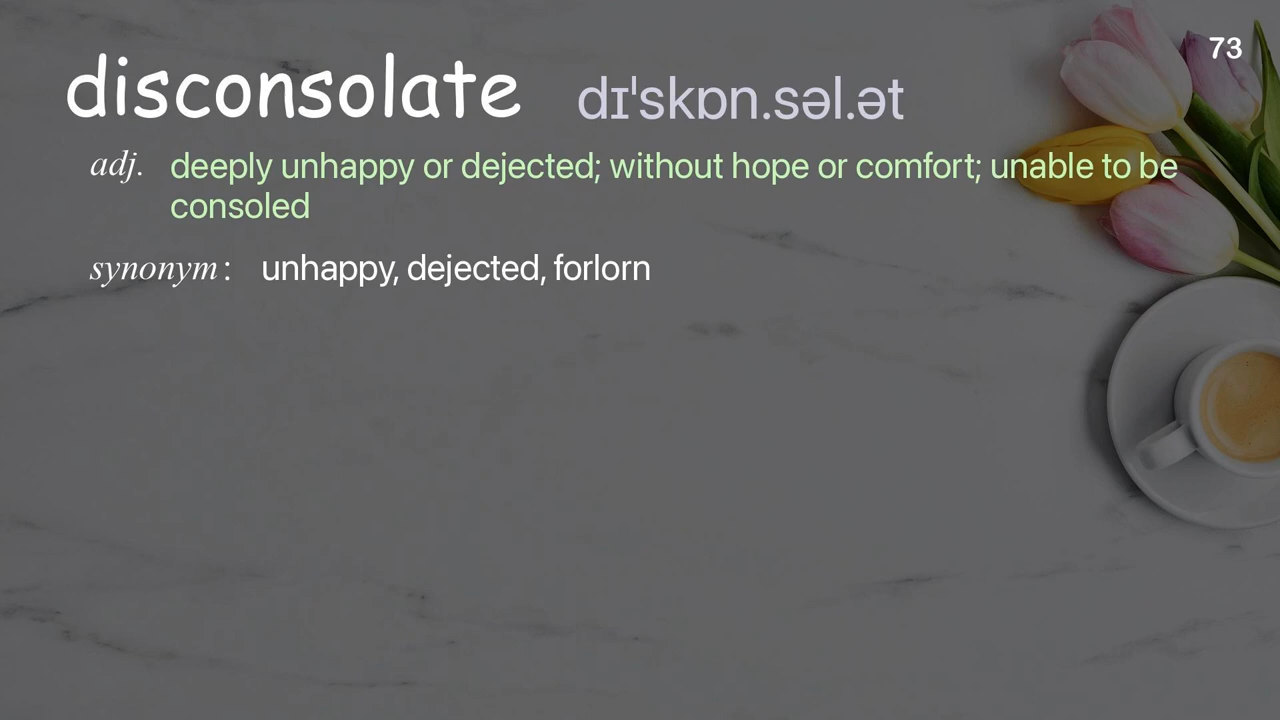 73
disconsolate dɪˈskɒn.səl.ət
adj. deeply unhappy or dejected; without hope or comfort; unable to be
consoled
synonym: unhappy, dejected, forlorn